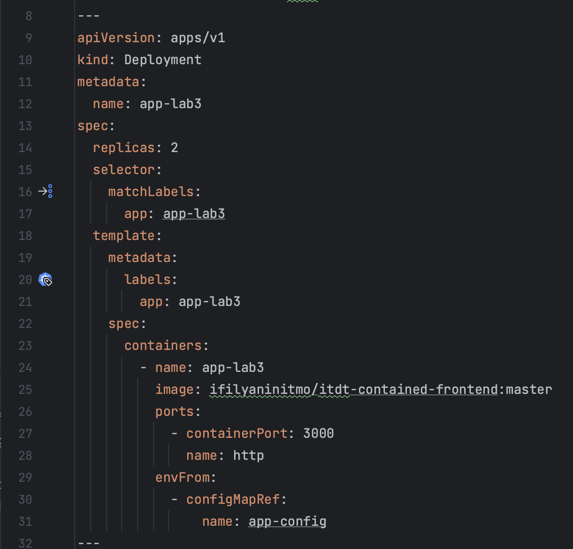 8 ---
9 apiVersion: apps/v1
10 kind: Deployment
11 metadata:
12   name: app-lab3
13 spec:
14   replicas: 2
15   selector:
16     matchLabels:
17       app: app-lab3
18   template:
19     metadata:
20       labels:
21         app: app-lab3
22     spec:
23       containers:
24         - name: app-lab3
25           image: ifilyaninitmo/itdt-contained-frontend:master
26           ports:
27             - containerPort: 3000
28               name: http
29           envFrom:
30             - configMapRef:
31                 name: app-config
32 ---